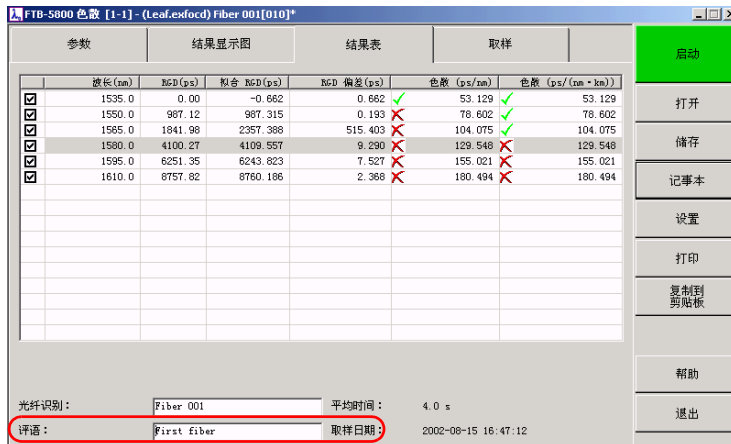 FTB-5800 色散 [1-1] - (Leaf.exfocd) Fiber 001[010]*
参数 结果显示图 结果表 取样
波长(nm) RGD(ps) 拟合 RGD(ps) RGD 偏差(ps) 色散 (ps/nm) 色散 (ps/(nm·km))
1535.0 0.00 -0.662 0.662 53.129 53.129
1550.0 987.12 987.315 0.193 78.602 78.602
1565.0 1841.98 2357.388 515.403 104.075 104.075
1580.0 4100.27 4109.557 9.290 129.548 129.548
1595.0 6251.35 6243.823 7.527 155.021 155.021
1610.0 8757.82 8760.186 2.368 180.494 180.494
光纤识别： Fiber 001 平均时间： 4.0 s
评语： First fiber 取样日期： 2002-08-15 16:47:12
启动
打开
储存
记事本
设置
打印
复制到
剪贴板
帮助
退出